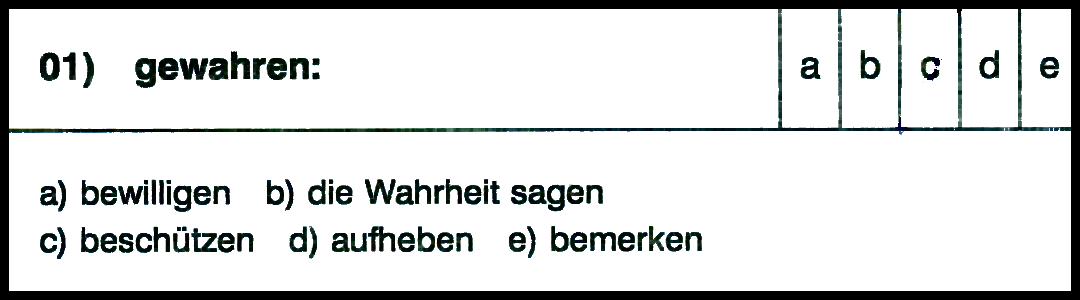 01) gewahren: a b c d e
a) bewilligen b) die Wahrheit sagen
c) beschützen d) aufheben e) bemerken